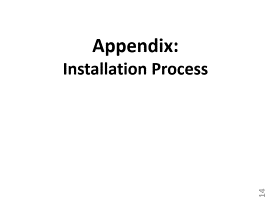 Appendix:
Installation Process
14